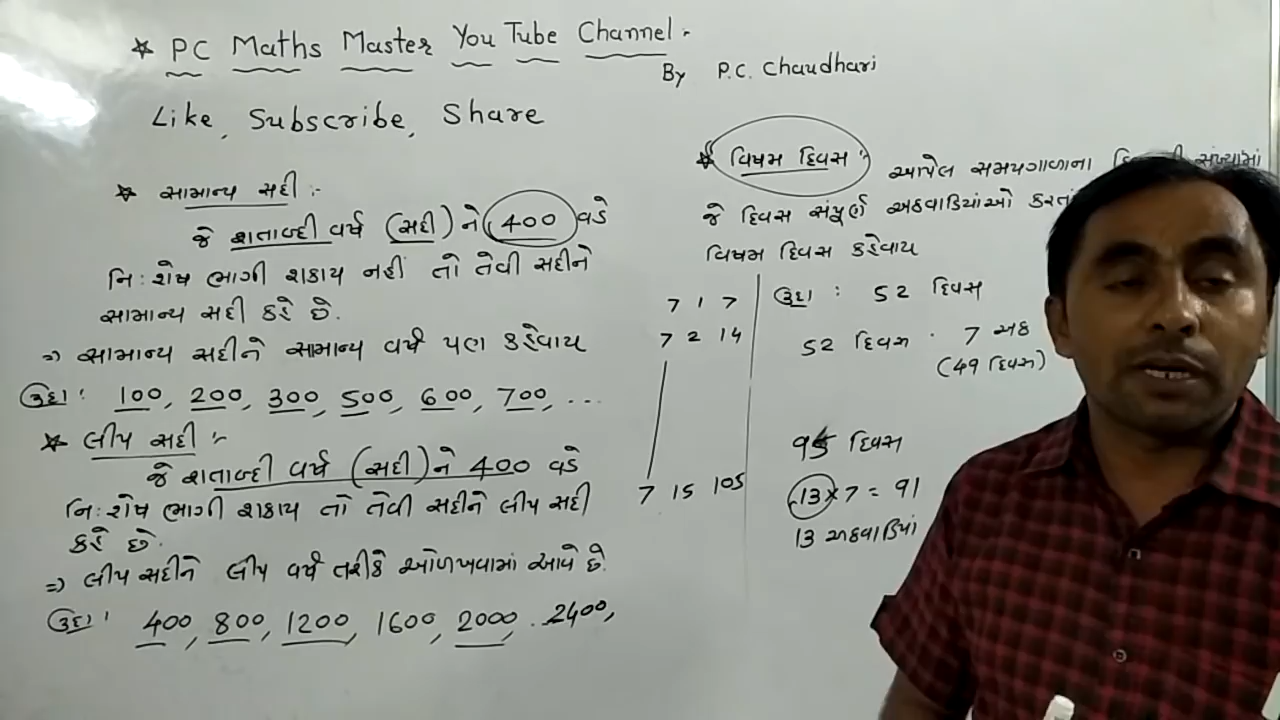 ★ PC Maths Master You Tube Channel.
By P.C. Chaudhari
Like, Subscribe, Share
★ સામાન્ય સદી :-
જે શતાબ્દી વર્ષ (સદી) ને 400 વડે
નિ:શેષ ભાગી શકાય નહીં તો તેવી સદીને
સામાન્ય સદી કહે છે.
⇒ સામાન્ય સદીને સામાન્ય વર્ષ પણ કહેવાય
ઉદા: 100, 200, 300, 500, 600, 700, ...
★ લીપ સદી :-
જે શતાબ્દી વર્ષ (સદી) ને 400 વડે
નિ:શેષ ભાગી શકાય તો તેવી સદીને લીપ સદી
કહે છે.
⇒ લીપ સદીને લીપ વર્ષ તરીકે ઓળખવામાં આવે છે.
ઉદા: 400, 800, 1200, 1600, 2000, 2400,
★ વિષમ દિવસ :- આપેલ સમયગાળાના સંખ્યામાં
જે દિવસ સંપૂર્ણ અઠવાડિયાંઓ કરતાં
વિષમ દિવસ કહેવાય
7 1 7
7 2 14
7 15 105
ઉદા : 52 દિવસ
52 દિવસ . 7 અઠ
(49 દિવસ)
95 દિવસ
13 x 7 = 91
13 અઠવાડિયાં